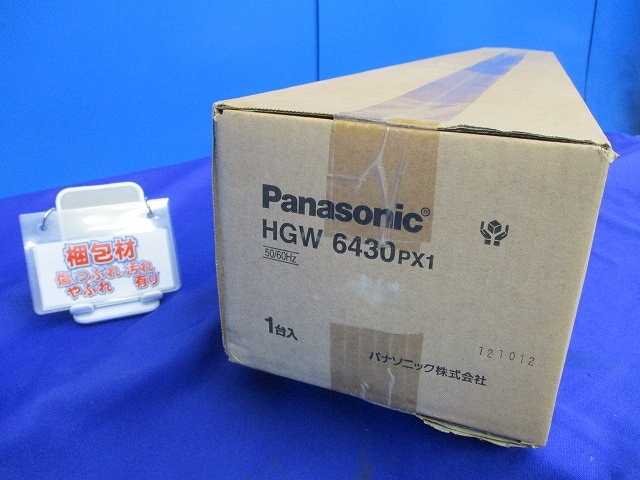 梱包材
傷.つぶれ.汚れ
やぶれ 有り
Panasonic®
HGW 6430PX1
50/60Hz
1台入
121012
パナソニック株式会社